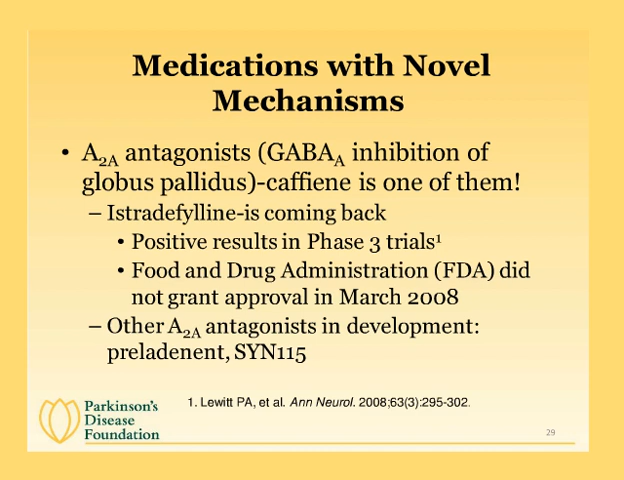 Medications with Novel
Mechanisms
• A2A antagonists (GABAA inhibition of
globus pallidus)-caffiene is one of them!
– Istradefylline-is coming back
• Positive results in Phase 3 trials¹
• Food and Drug Administration (FDA) did
not grant approval in March 2008
– Other A2A antagonists in development:
preladenent, SYN115
1. Lewitt PA, et al. Ann Neurol. 2008;63(3):295-302.
Parkinson's
Disease
Foundation
29